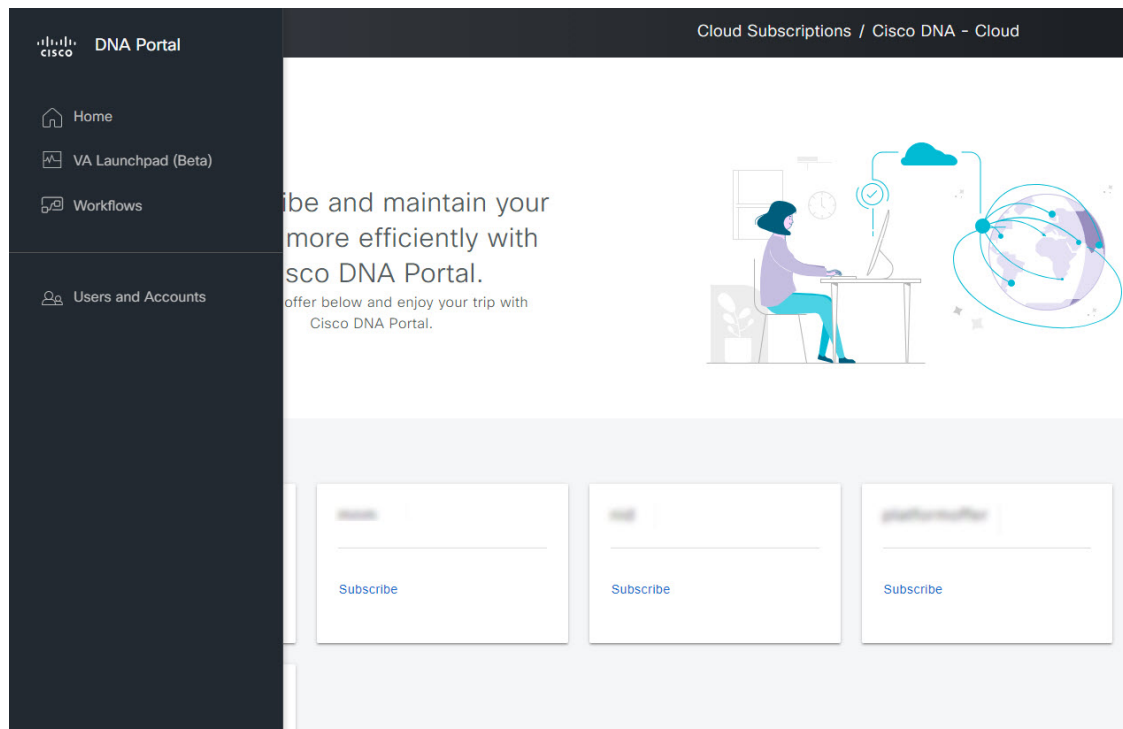 cisco DNA Portal
Cloud Subscriptions / Cisco DNA - Cloud
Home
VA Launchpad (Beta)
Workflows
Users and Accounts
ibe and maintain your
more efficiently with
sco DNA Portal.
offer below and enjoy your trip with
Cisco DNA Portal.
Subscribe
Subscribe
Subscribe